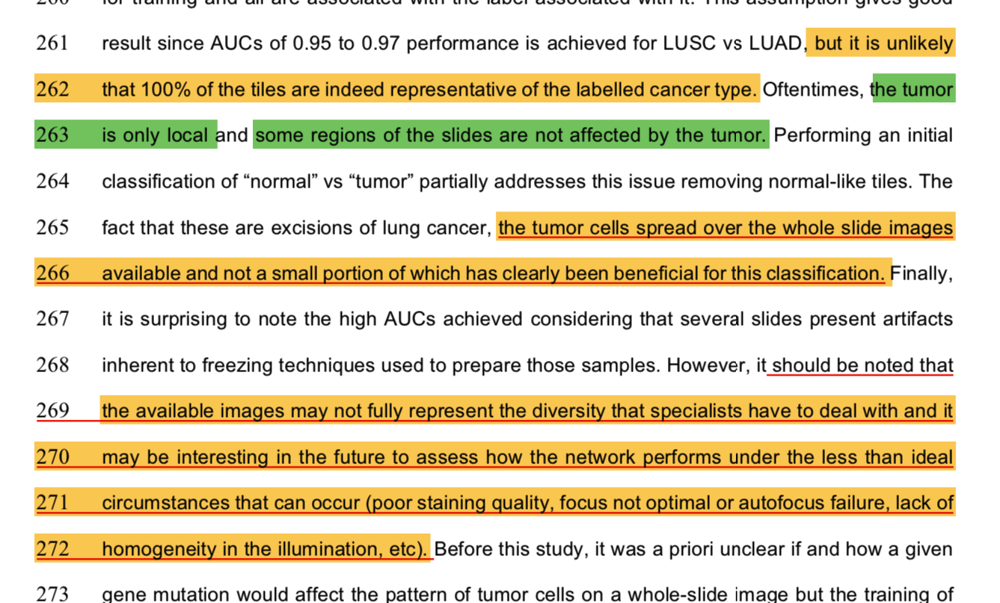 260 for training and all are associated with the label associated with it. This assumption gives good
261 result since AUCs of 0.95 to 0.97 performance is achieved for LUSC vs LUAD, but it is unlikely
262 that 100% of the tiles are indeed representative of the labelled cancer type. Oftentimes, the tumor
263 is only local and some regions of the slides are not affected by the tumor. Performing an initial
264 classification of “normal” vs “tumor” partially addresses this issue removing normal-like tiles. The
265 fact that these are excisions of lung cancer, the tumor cells spread over the whole slide images
266 available and not a small portion of which has clearly been beneficial for this classification. Finally,
267 it is surprising to note the high AUCs achieved considering that several slides present artifacts
268 inherent to freezing techniques used to prepare those samples. However, it should be noted that
269 the available images may not fully represent the diversity that specialists have to deal with and it
270 may be interesting in the future to assess how the network performs under the less than ideal
271 circumstances that can occur (poor staining quality, focus not optimal or autofocus failure, lack of
272 homogeneity in the illumination, etc). Before this study, it was a priori unclear if and how a given
273 gene mutation would affect the pattern of tumor cells on a whole-slide image but the training of